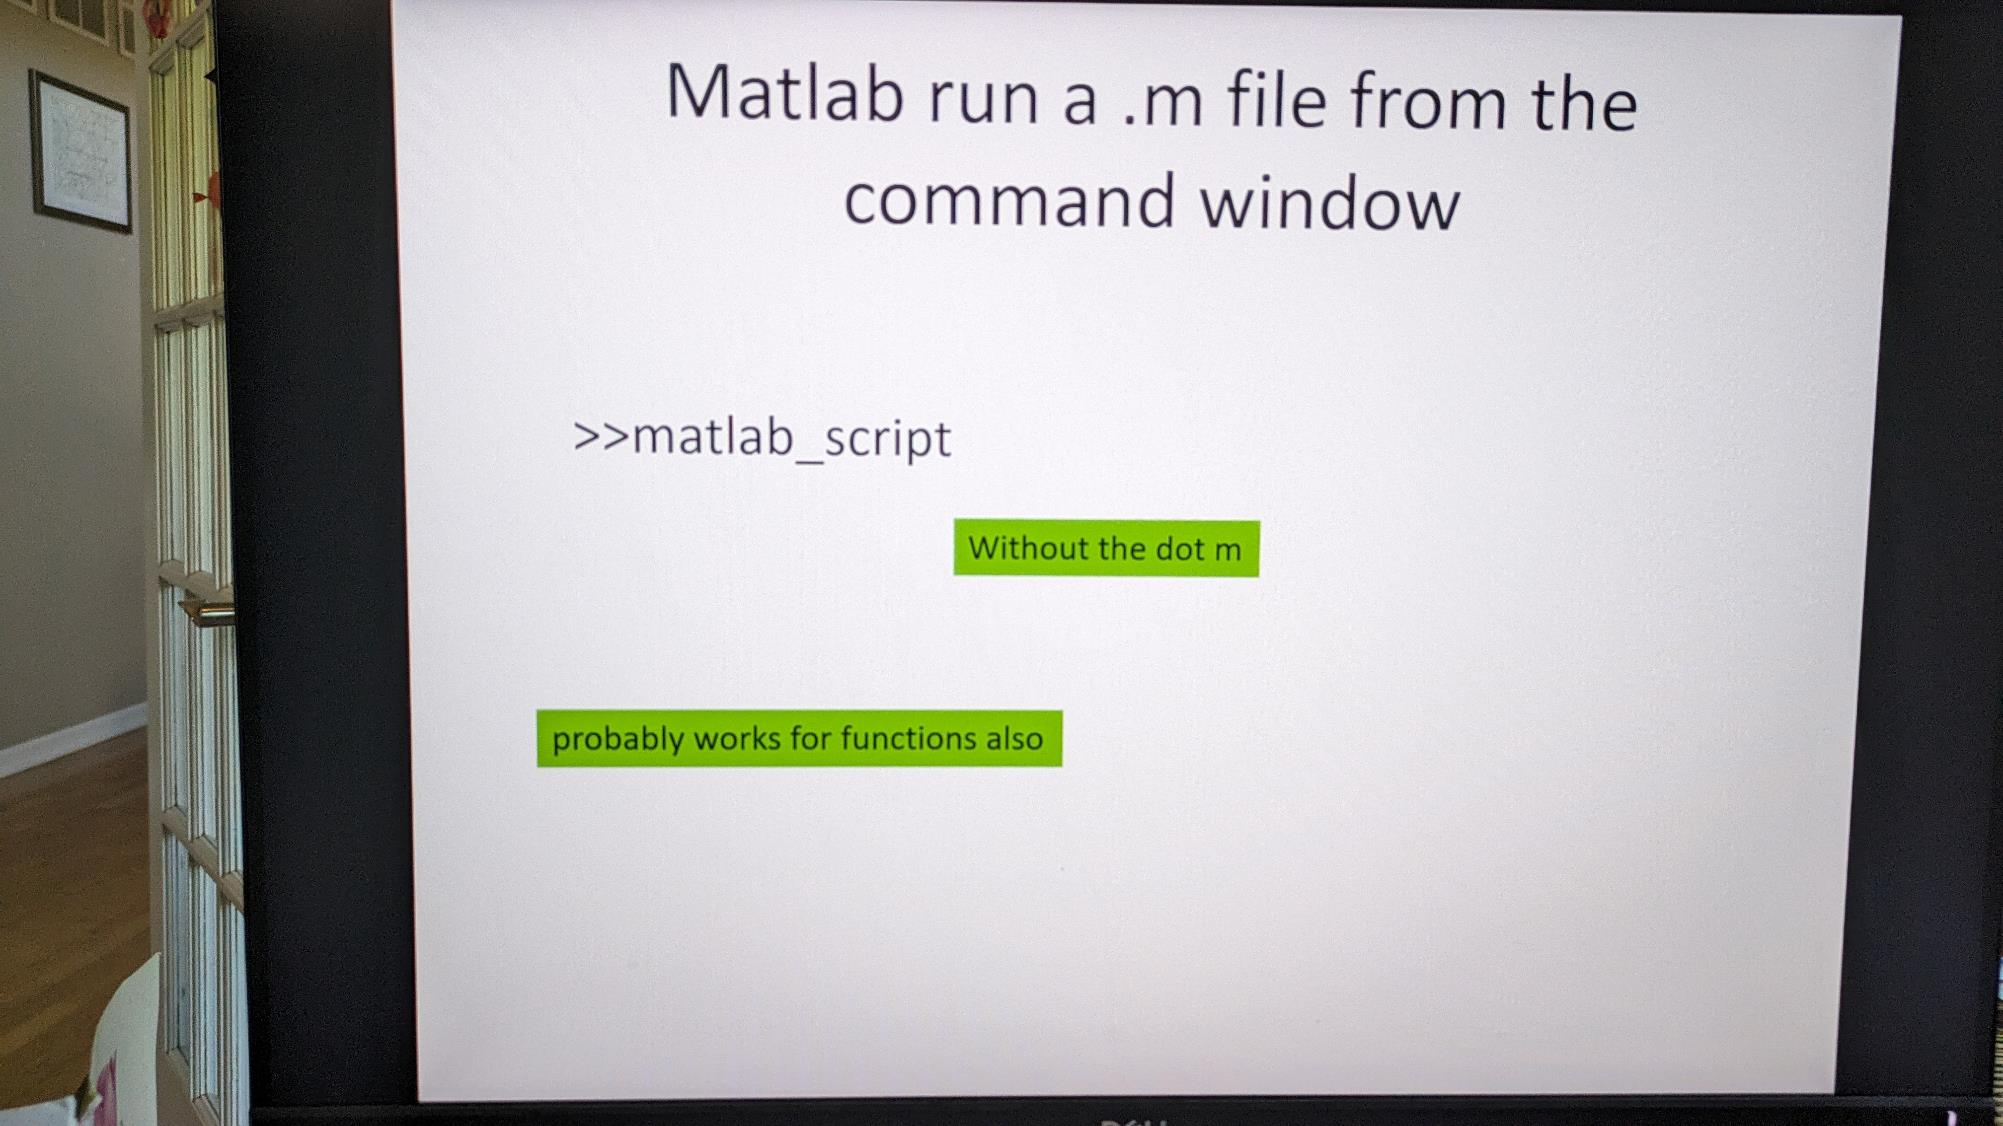 Matlab run a .m file from the
command window
>>matlab_script
Without the dot m
probably works for functions also